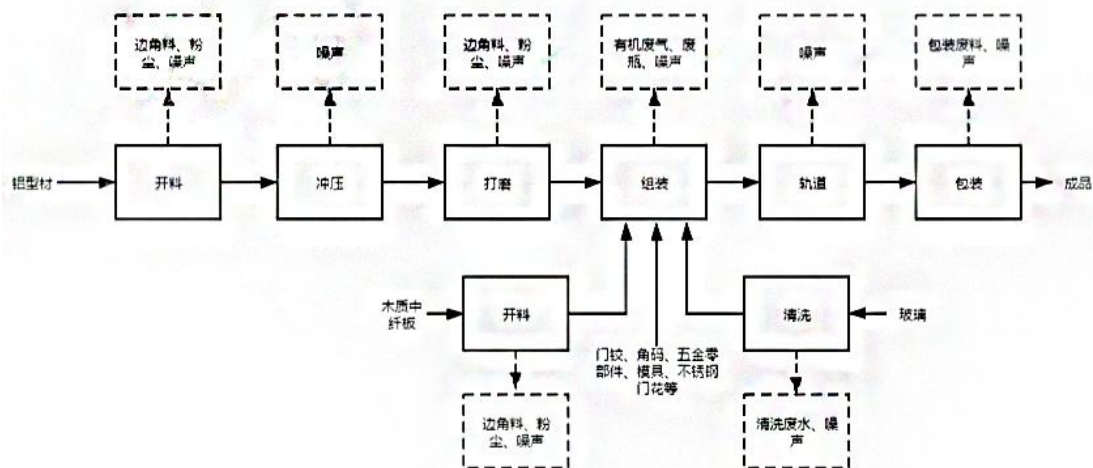 边角料、粉
尘、噪声
噪声
边角料、粉
尘、噪声
有机废气、废
瓶、噪声
噪声
包装废料、噪
声
铝型材
开料
冲压
打磨
组装
轨道
包装
成品
木质中
纤板
开料
清洗
玻璃
门铰、角码、五金零
部件、模具、不锈钢
门花等
边角料、粉
尘、噪声
清洗废水、噪
声